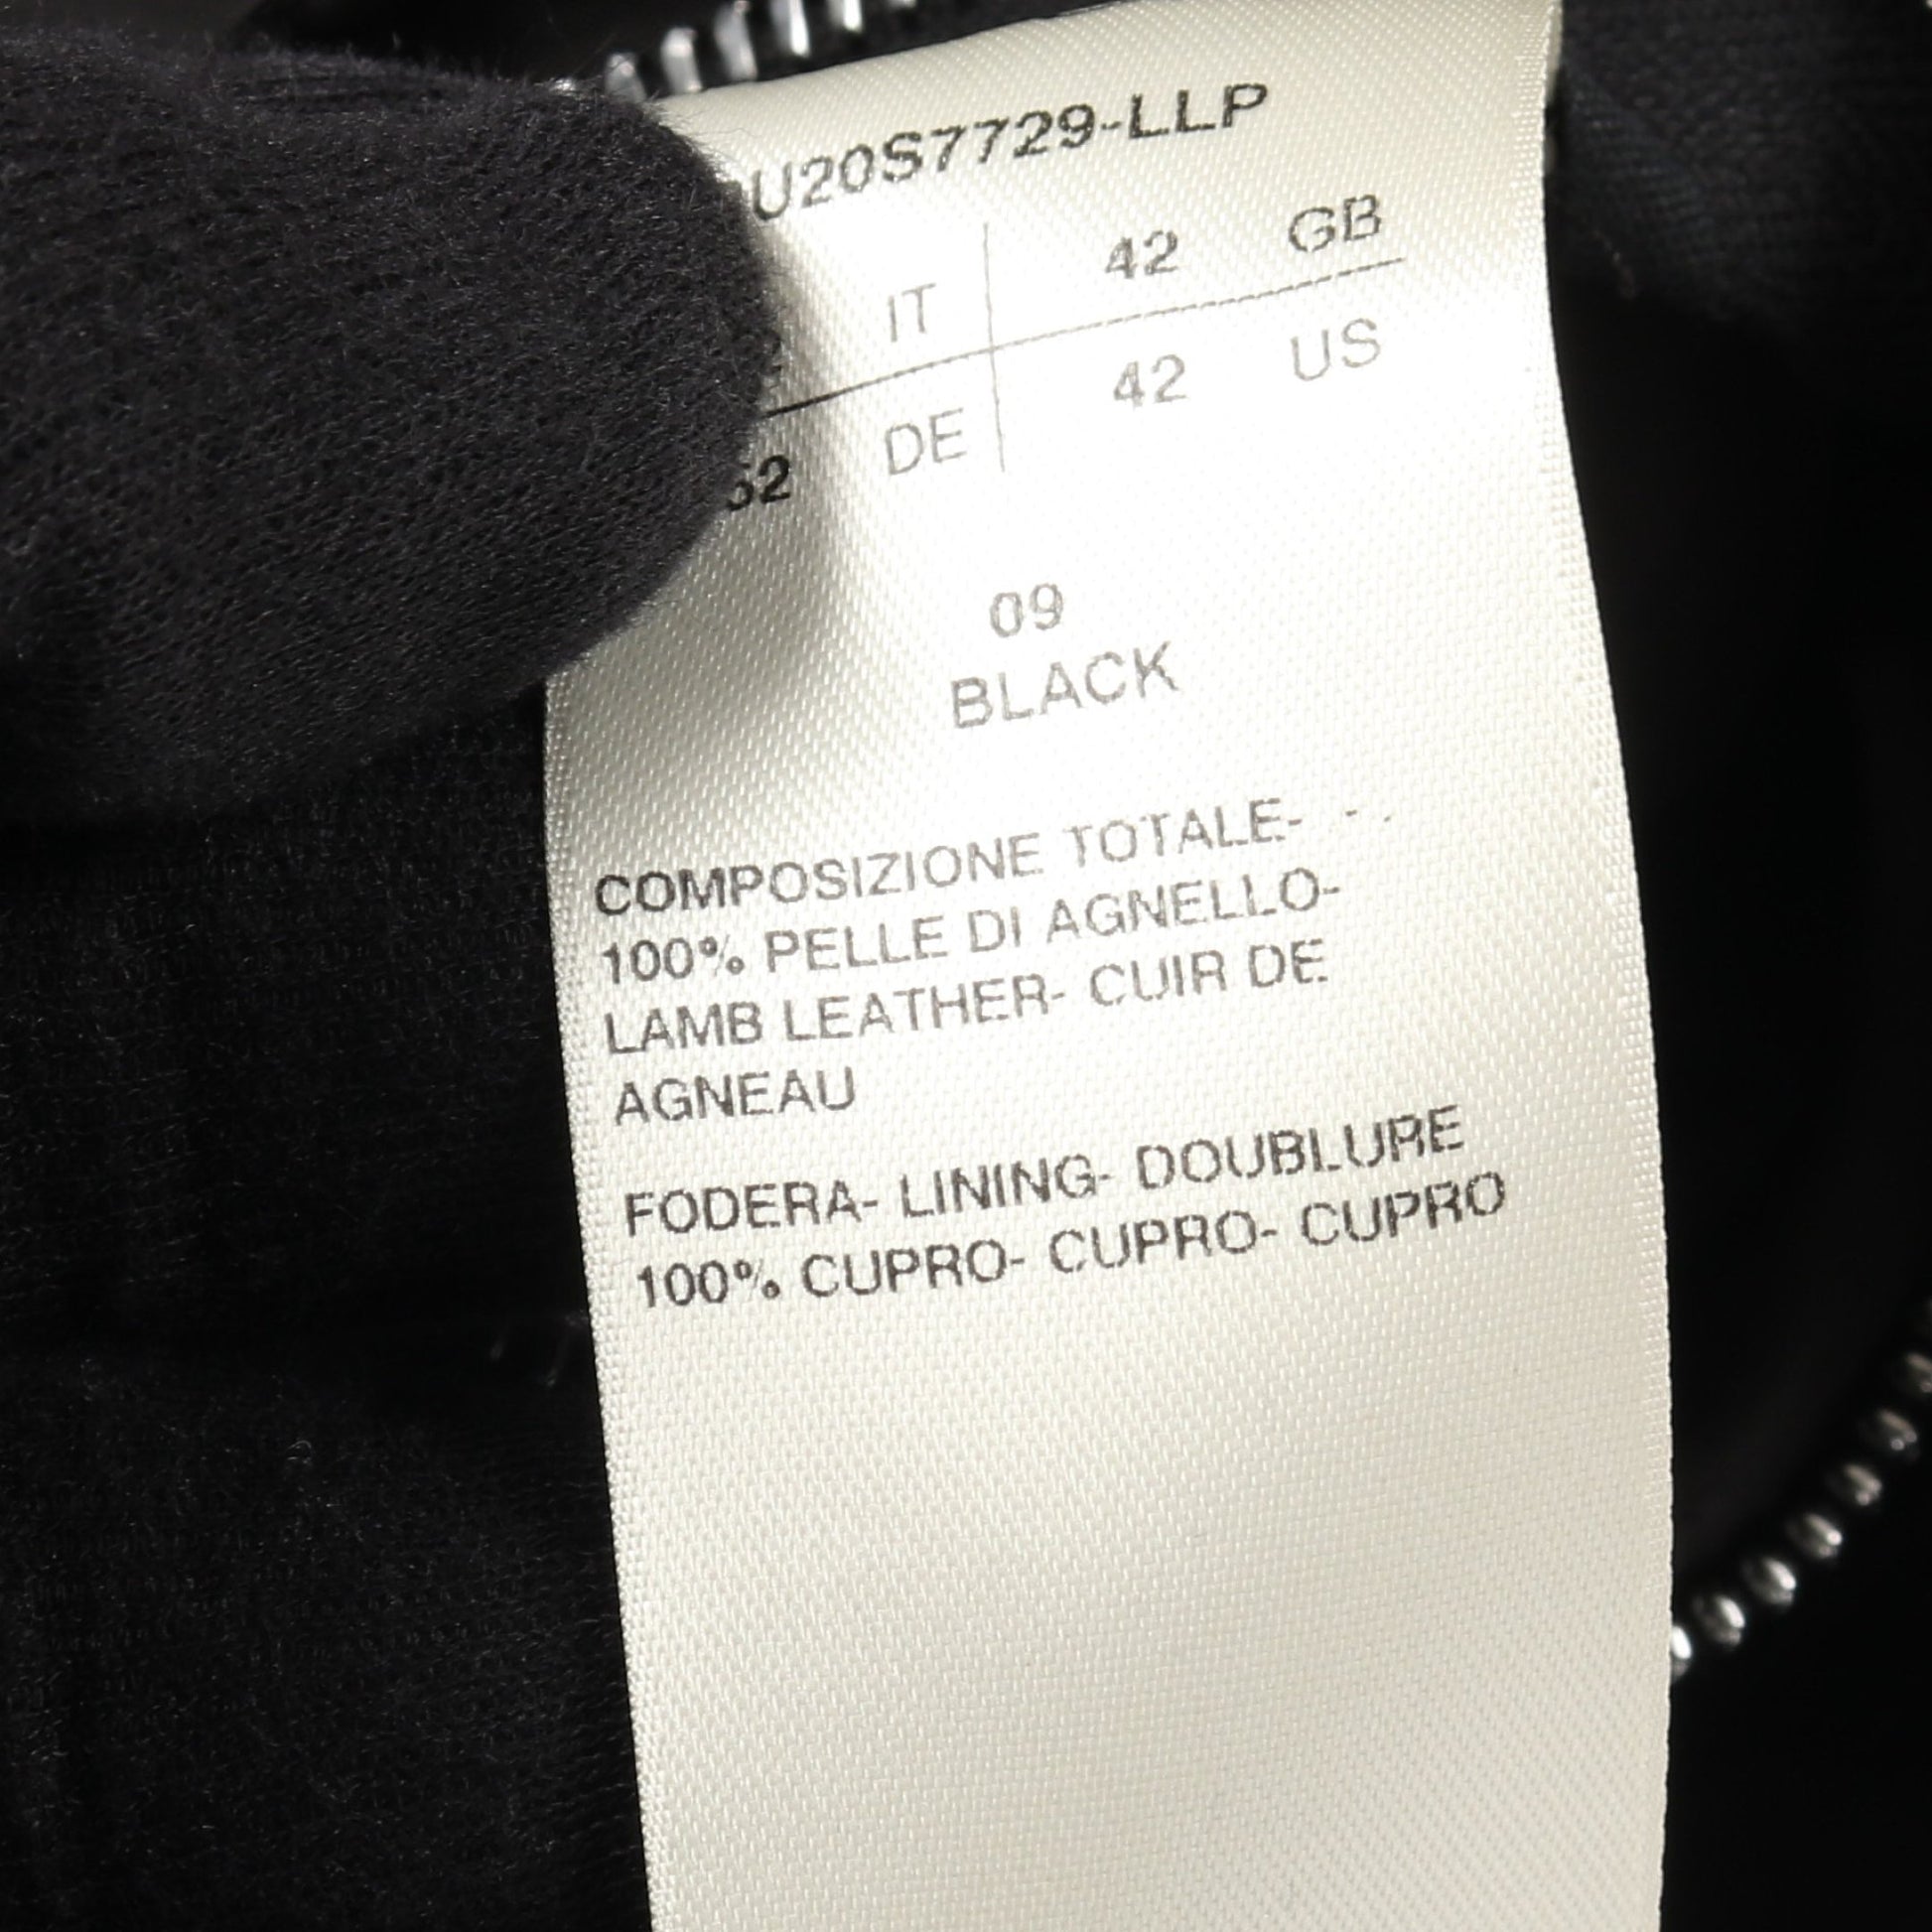 U20S7729-LLP
IT 42 GB
52 DE 42 US
09
BLACK
COMPOSIZIONE TOTALE- - -
100% PELLE DI AGNELLO-
LAMB LEATHER- CUIR DE
AGNEAU
FODERA- LINING- DOUBLURE
100% CUPRO- CUPRO- CUPRO